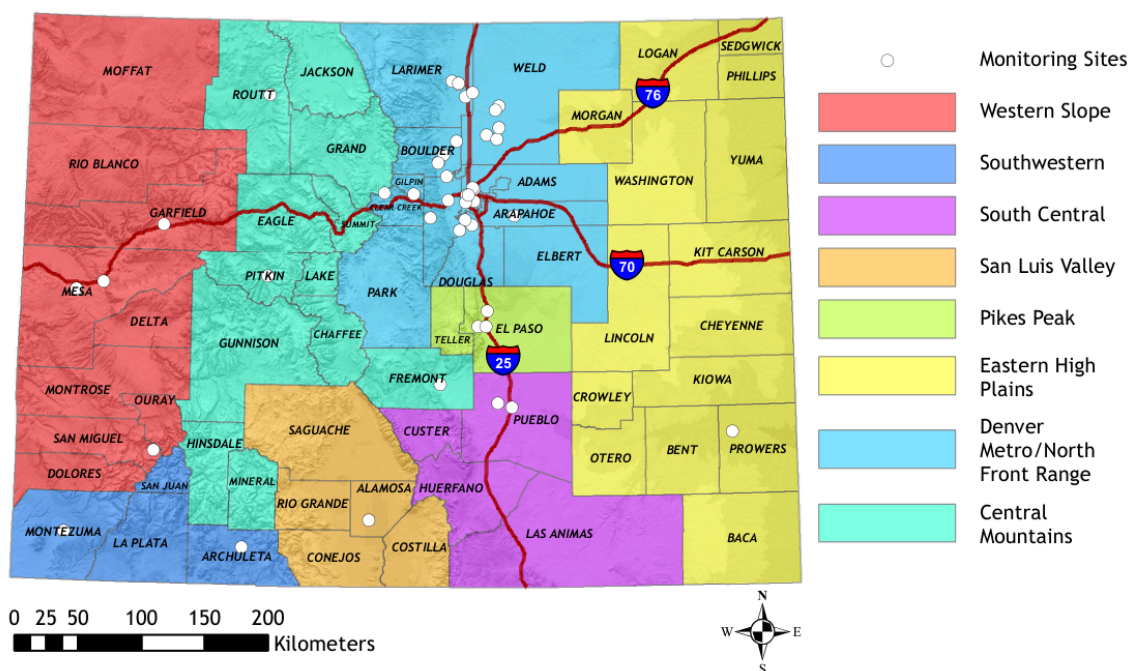 MOFFAT
JACKSON
LARIMER
WELD
LOGAN
SEDGWICK
PHILLIPS
ROUTT
76
MORGAN
GRAND
BOULDER
RIO BLANCO
YUMA
WASHINGTON
GILPIN
ADAMS
CLEAR CREEK
GARFIELD
EAGLE
SUMMIT
ARAPAHOE
KIT CARSON
ELBERT
70
PITKIN
LAKE
DOUGLAS
MESA
PARK
DELTA
EL PASO
CHEYENNE
GUNNISON
CHAFFEE
TELLER
LINCOLN
25
FREMONT
KIOWA
MONTROSE
OURAY
CROWLEY
PUEBLO
SAGUACHE
CUSTER
SAN MIGUEL
HINSDALE
BENT
PROWERS
OTERO
DOLORES
SAN JUAN
MINERAL
HUERFANO
ALAMOSA
RIO GRANDE
MONTEZUMA
LAS ANIMAS
BACA
LA PLATA
ARCHULETA
CONEJOS
COSTILLA
Monitoring Sites
Western Slope
Southwestern
South Central
San Luis Valley
Pikes Peak
Eastern High
Plains
Denver
Metro/North
Front Range
Central
Mountains
0 25 50 100 150 200
Kilometers
N
W E
S